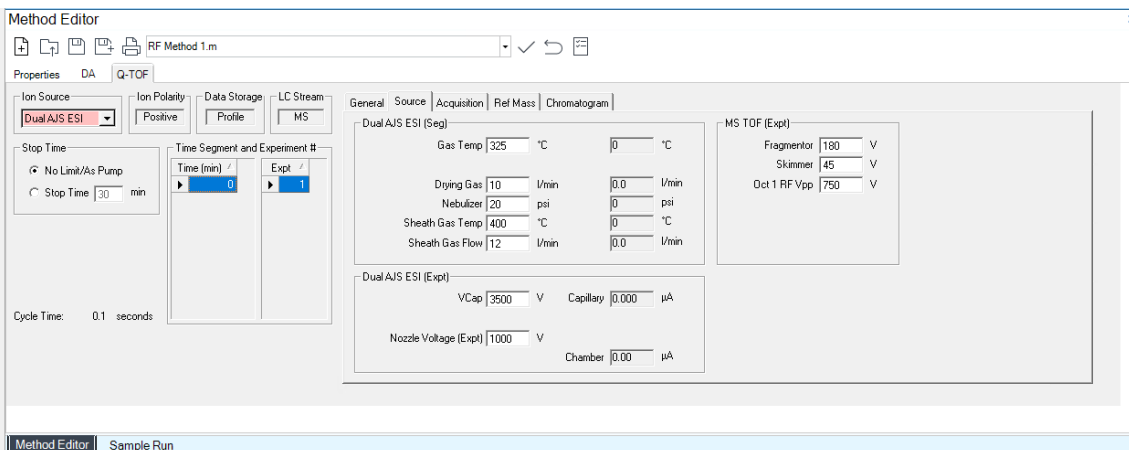 Method Editor
RF Method 1.m
Properties DA Q-TOF
Ion Source
Dual AJS ESI
Ion Polarity
Positive
Data Storage
Profile
LC Stream
MS
Stop Time
No Limit/As Pump
Stop Time 30 min
Time Segment and Experiment #
Time (min) Expt
0 1
Cycle Time: 0.1 seconds
General Source Acquisition Ref Mass Chromatogram
Dual AJS ESI (Seg)
Gas Temp 325 °C 0 °C
Drying Gas 10 l/min 0.0 l/min
Nebulizer 20 psi 0 psi
Sheath Gas Temp 400 °C 0 °C
Sheath Gas Flow 12 l/min 0.0 l/min
MS TOF (Expt)
Fragmentor 180 V
Skimmer 45 V
Oct 1 RF Vpp 750 V
Dual AJS ESI (Expt)
VCap 3500 V Capillary 0.000 µA
Nozzle Voltage (Expt) 1000 V
Chamber 0.00 µA
Method Editor Sample Run